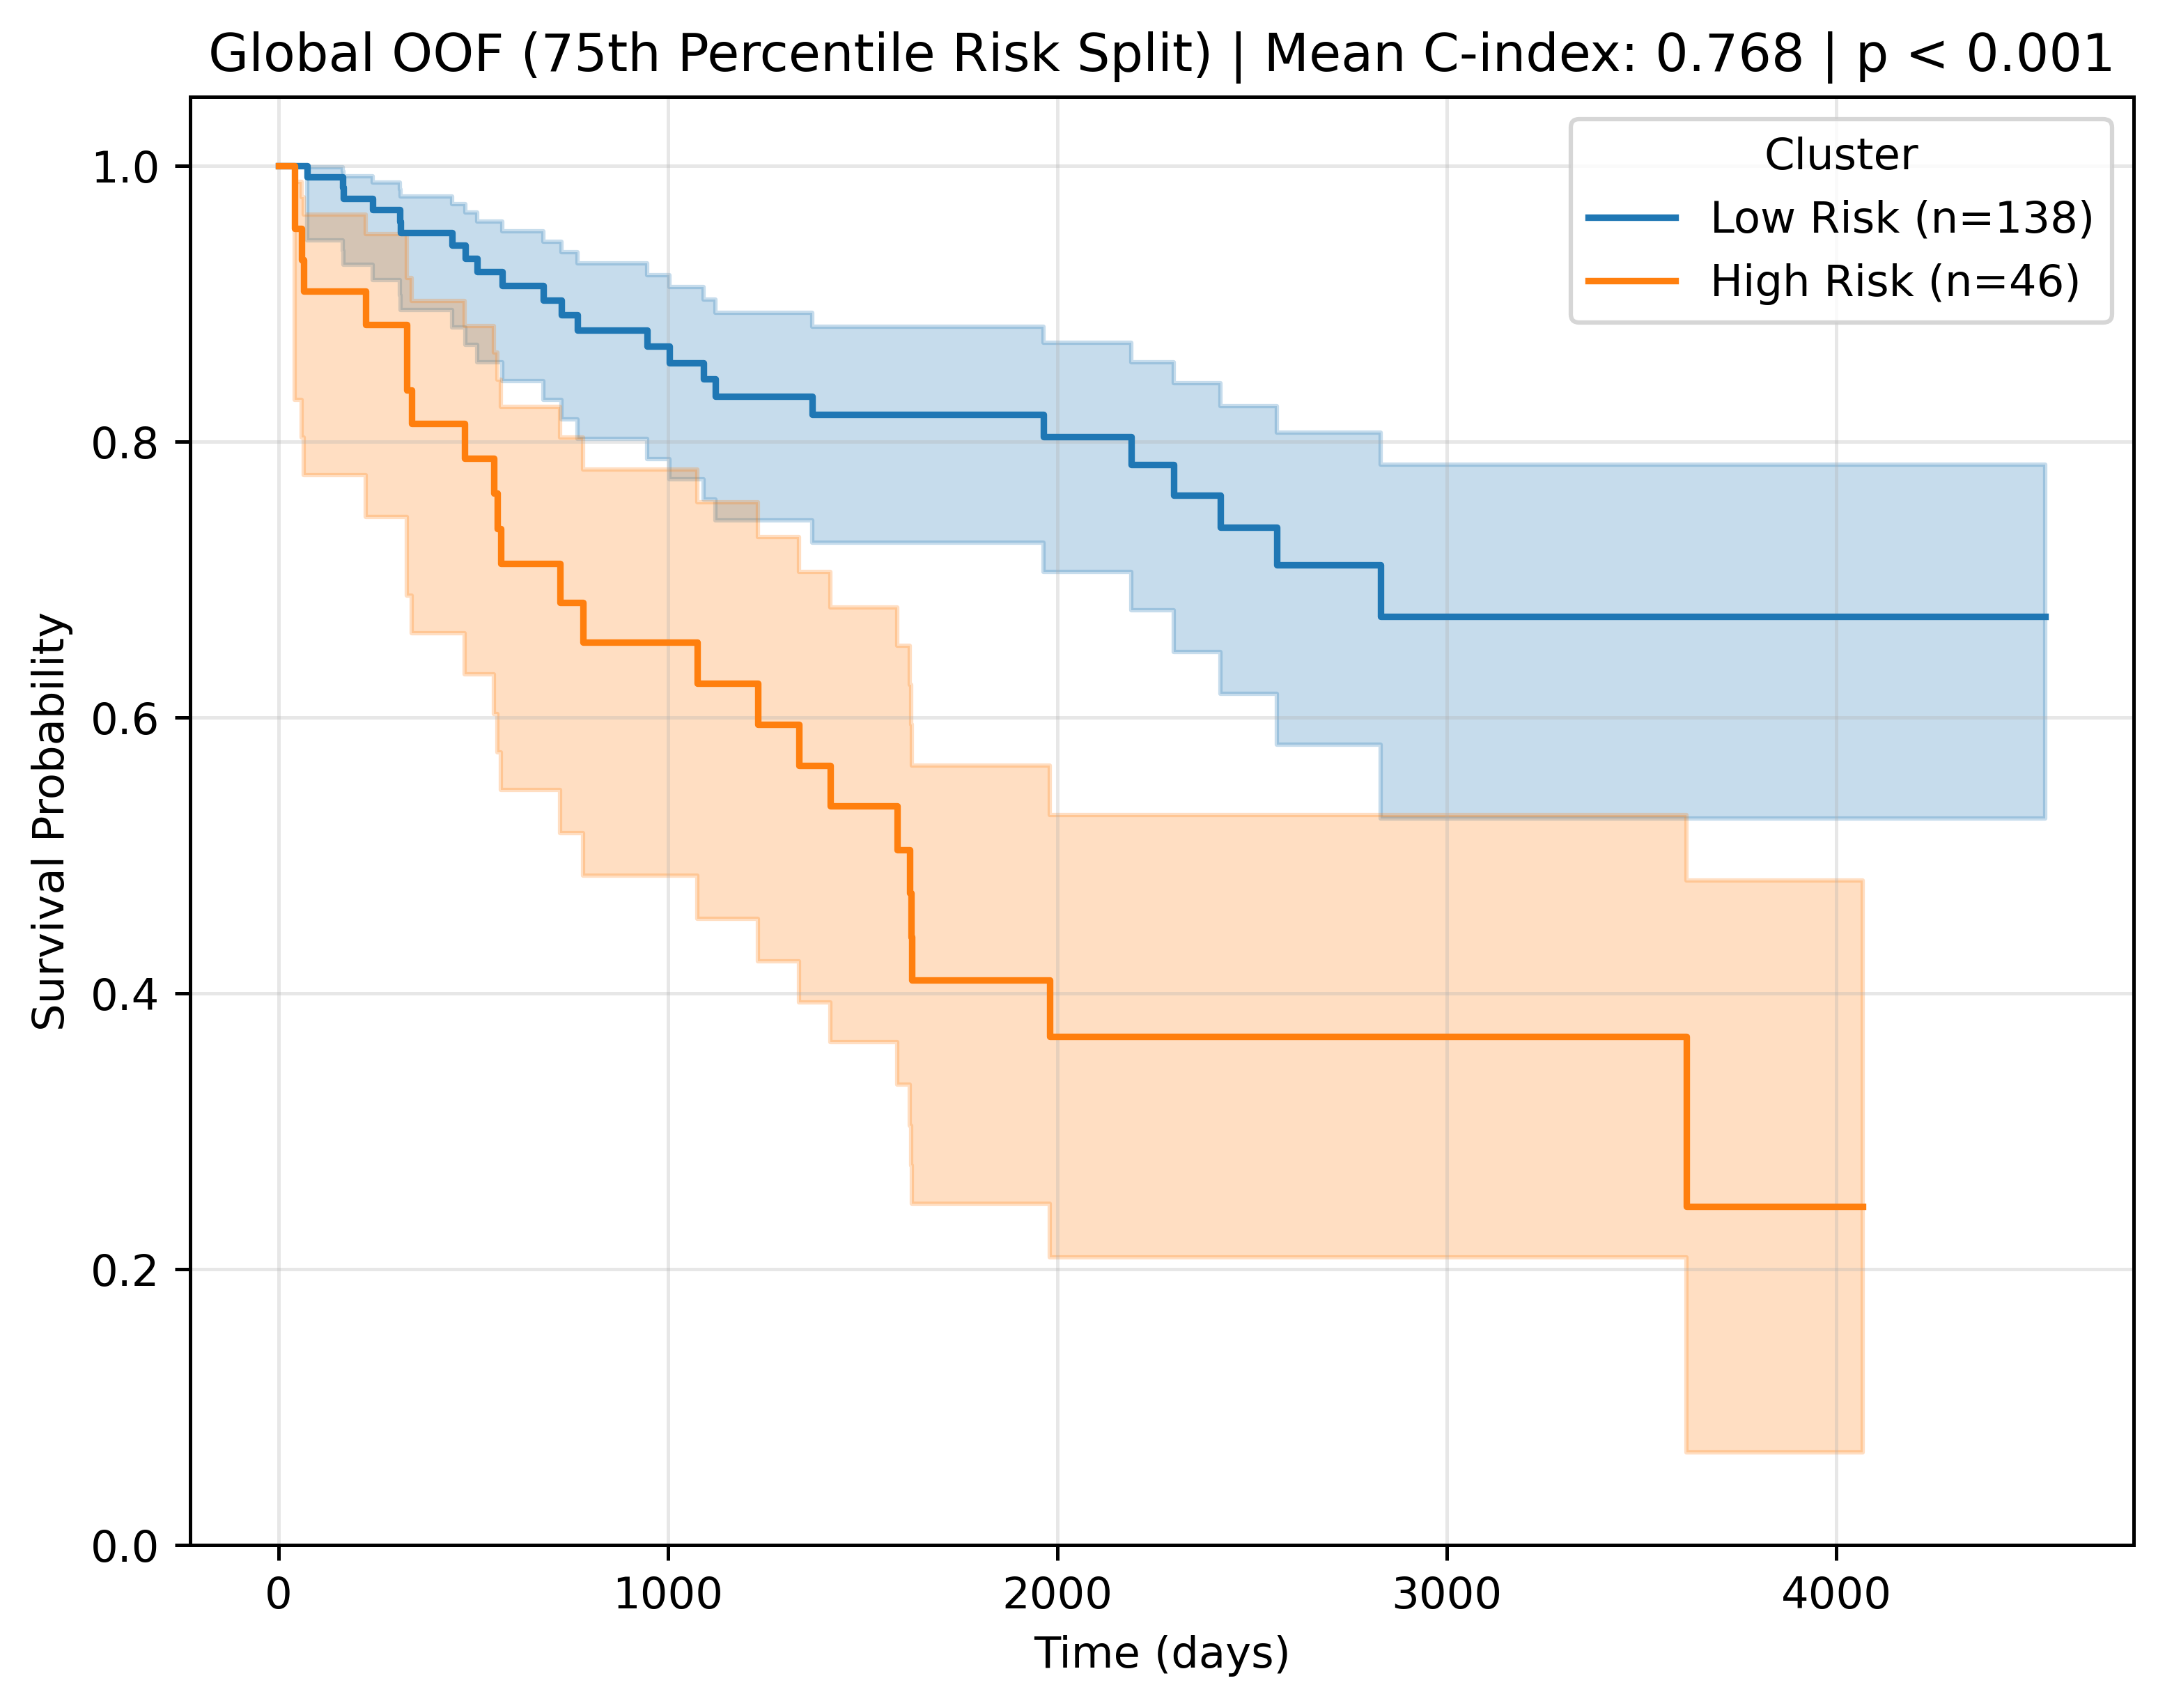 Global OOF (75th Percentile Risk Split) | Mean C-index: 0.768 | p < 0.001
Cluster
Low Risk (n=138)
High Risk (n=46)
Survival Probability
1.0
0.8
0.6
0.4
0.2
0.0
0 1000 2000 3000 4000
Time (days)